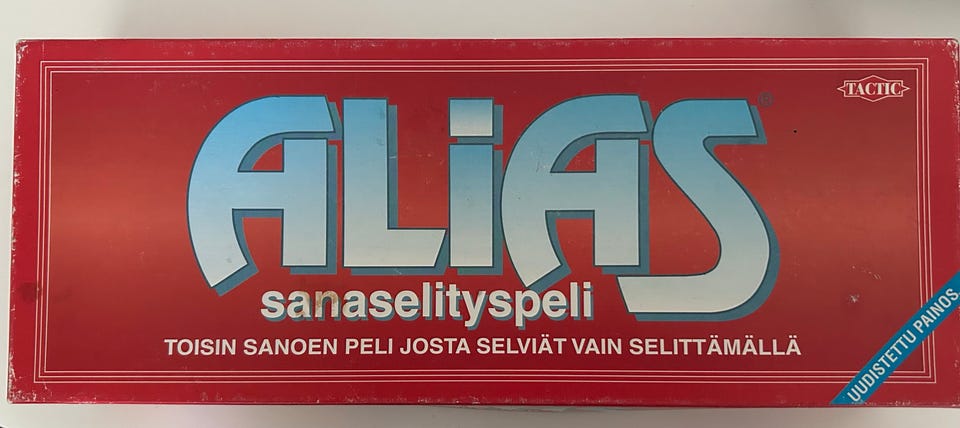 TACTIC
ALiAS®
sanaselityspeli
TOISIN SANOEN PELI JOSTA SELVIÄT VAIN SELITTÄMÄLLÄ
UUDISTETTU PAINOS